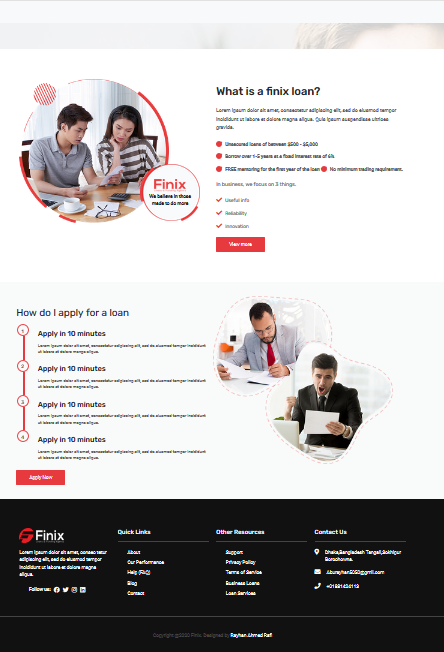 What is a finix loan?
Lorem ipsum dolor sit amet, consectetur adipiscing elit, sed do eiusmod tempor
incididunt ut labore et dolore magna aliqua. Quis ipsum suspendisse ultrices
gravida.
Unsecured loans of between $500 - $5,000
Borrow over 1-5 years at a fixed interest rate of 6%
FREE mentoring for the first year of the loan
No minimum trading requirement.
In business, we focus on 3 things.
Useful info
Reliability
Innovation
View more
Finix
We believe in those
made to do more
How do I apply for a loan
1
Apply in 10 minutes
Lorem ipsum dolor sit amet, consectetur adipiscing elit, sed do eiusmod tempor incididunt
ut labore et dolore magna aliqua.
2
Apply in 10 minutes
Lorem ipsum dolor sit amet, consectetur adipiscing elit, sed do eiusmod tempor incididunt
ut labore et dolore magna aliqua.
3
Apply in 10 minutes
Lorem ipsum dolor sit amet, consectetur adipiscing elit, sed do eiusmod tempor incididunt
ut labore et dolore magna aliqua.
4
Apply in 10 minutes
Lorem ipsum dolor sit amet, consectetur adipiscing elit, sed do eiusmod tempor incididunt
ut labore et dolore magna aliqua.
Apply Now
Finix
Lorem ipsum dolor sit amet, consectetur
adipiscing elit, sed do eiusmod tempor
incididunt ut labore et dolore magna
aliqua.
Follow us:
Quick Links
About
Our Performance
Help (FAQ)
Blog
Contact
Other Resources
Support
Privacy Policy
Terms of Service
Business Loans
Loan Services
Contact Us
Dhaka,Bangladesh Tangail,Sokhipur
Borochowna.
Aburayhan5050@gmil.com
+01881434113
Copyright @2020 Finix. Designed by Rayhan Ahmed Rafi